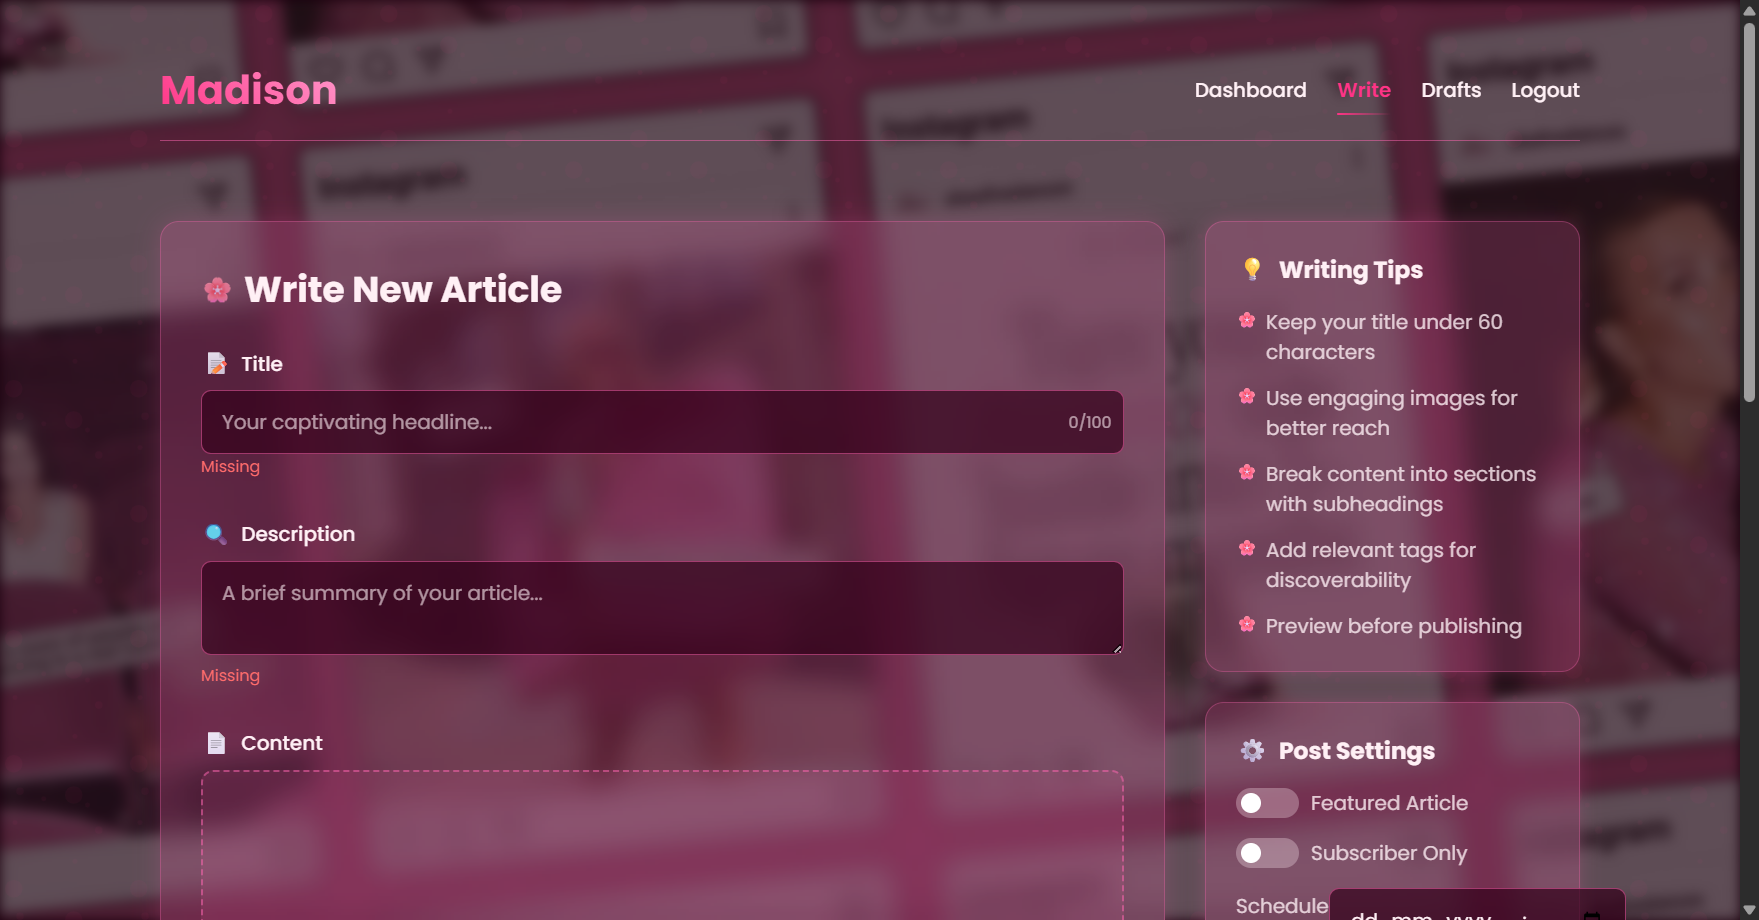 Madison
Dashboard Write Drafts Logout
Instagram
Instagram
Instagram
Write New Article
Title
Your captivating headline...
0/100
Missing
Description
A brief summary of your article...
Missing
Content
Writing Tips
Keep your title under 60
characters
Use engaging images for
better reach
Break content into sections
with subheadings
Add relevant tags for
discoverability
Preview before publishing
Post Settings
Featured Article
Subscriber Only
Schedule